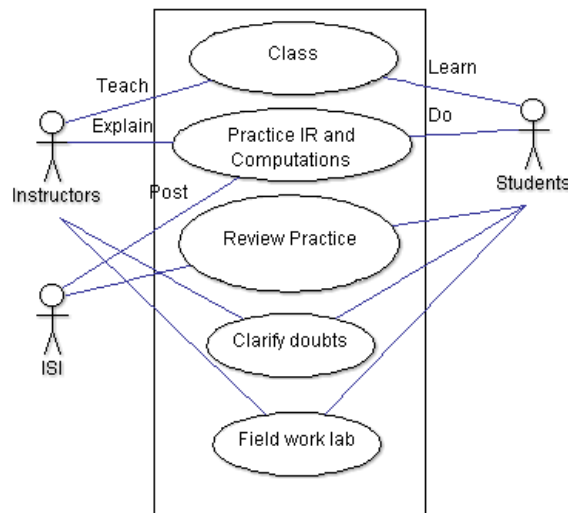 Class
Learn
Teach
Do
Explain
Practice IR and
Computations
Instructors
Students
Post
Review Practice
Clarify doubts
ISI
Field work lab